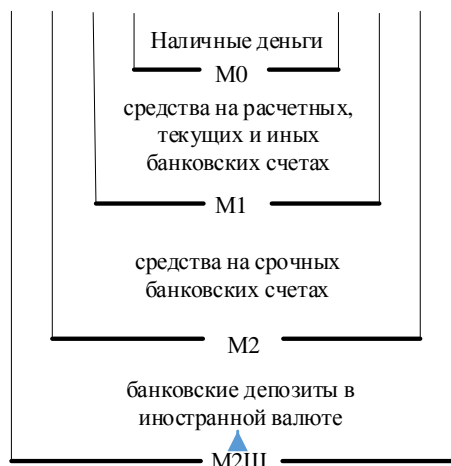 Наличные деньги
М0
средства на расчетных,
текущих и иных
банковских счетах
М1
средства на срочных
банковских счетах
М2
банковские депозиты в
иностранной валюте
М2Ш